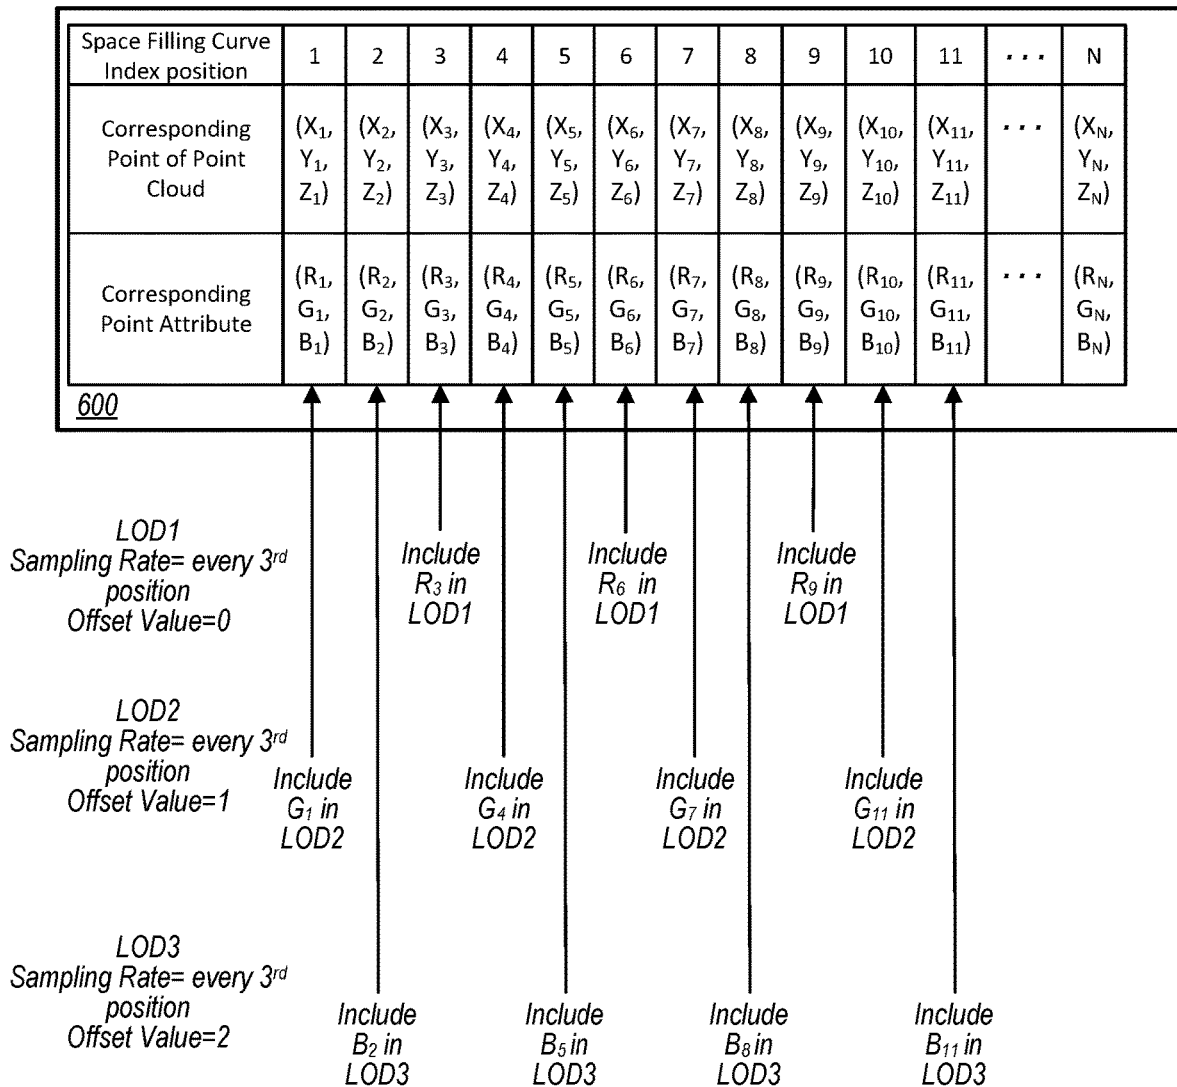 Space Filling Curve
Index position
1 2 3 4 5 6 7 8 9 10 11 ... N
Corresponding
Point of Point
Cloud
(X₁, (X₂, (X₃, (X₄, (X₅, (X₆, (X₇, (X₈, (X₉, (X₁₀, (X₁₁, ... (X_N,
Y₁, Y₂, Y₃, Y₄, Y₅, Y₆, Y₇, Y₈, Y₉, Y₁₀, Y₁₁, Y_N,
Z₁) Z₂) Z₃) Z₄) Z₅) Z₆) Z₇) Z₈) Z₉) Z₁₀) Z₁₁) Z_N)
Corresponding
Point Attribute
(R₁, (R₂, (R₃, (R₄, (R₅, (R₆, (R₇, (R₈, (R₉, (R₁₀, (R₁₁, ... (R_N,
G₁, G₂, G₃, G₄, G₅, G₆, G₇, G₈, G₉, G₁₀, G₁₁, G_N,
B₁) B₂) B₃) B₄) B₅) B₆) B₇) B₈) B₉) B₁₀) B₁₁) B_N)
600
LOD1
Sampling Rate= every 3rd
position
Offset Value=0
Include
R₃ in
LOD1
Include
R₆ in
LOD1
Include
R₉ in
LOD1
LOD2
Sampling Rate= every 3rd
position
Offset Value=1
Include
G₁ in
LOD2
Include
G₄ in
LOD2
Include
G₇ in
LOD2
Include
G₁₁ in
LOD2
LOD3
Sampling Rate= every 3rd
position
Offset Value=2
Include
B₂ in
LOD3
Include
B₅ in
LOD3
Include
B₈ in
LOD3
Include
B₁₁ in
LOD3